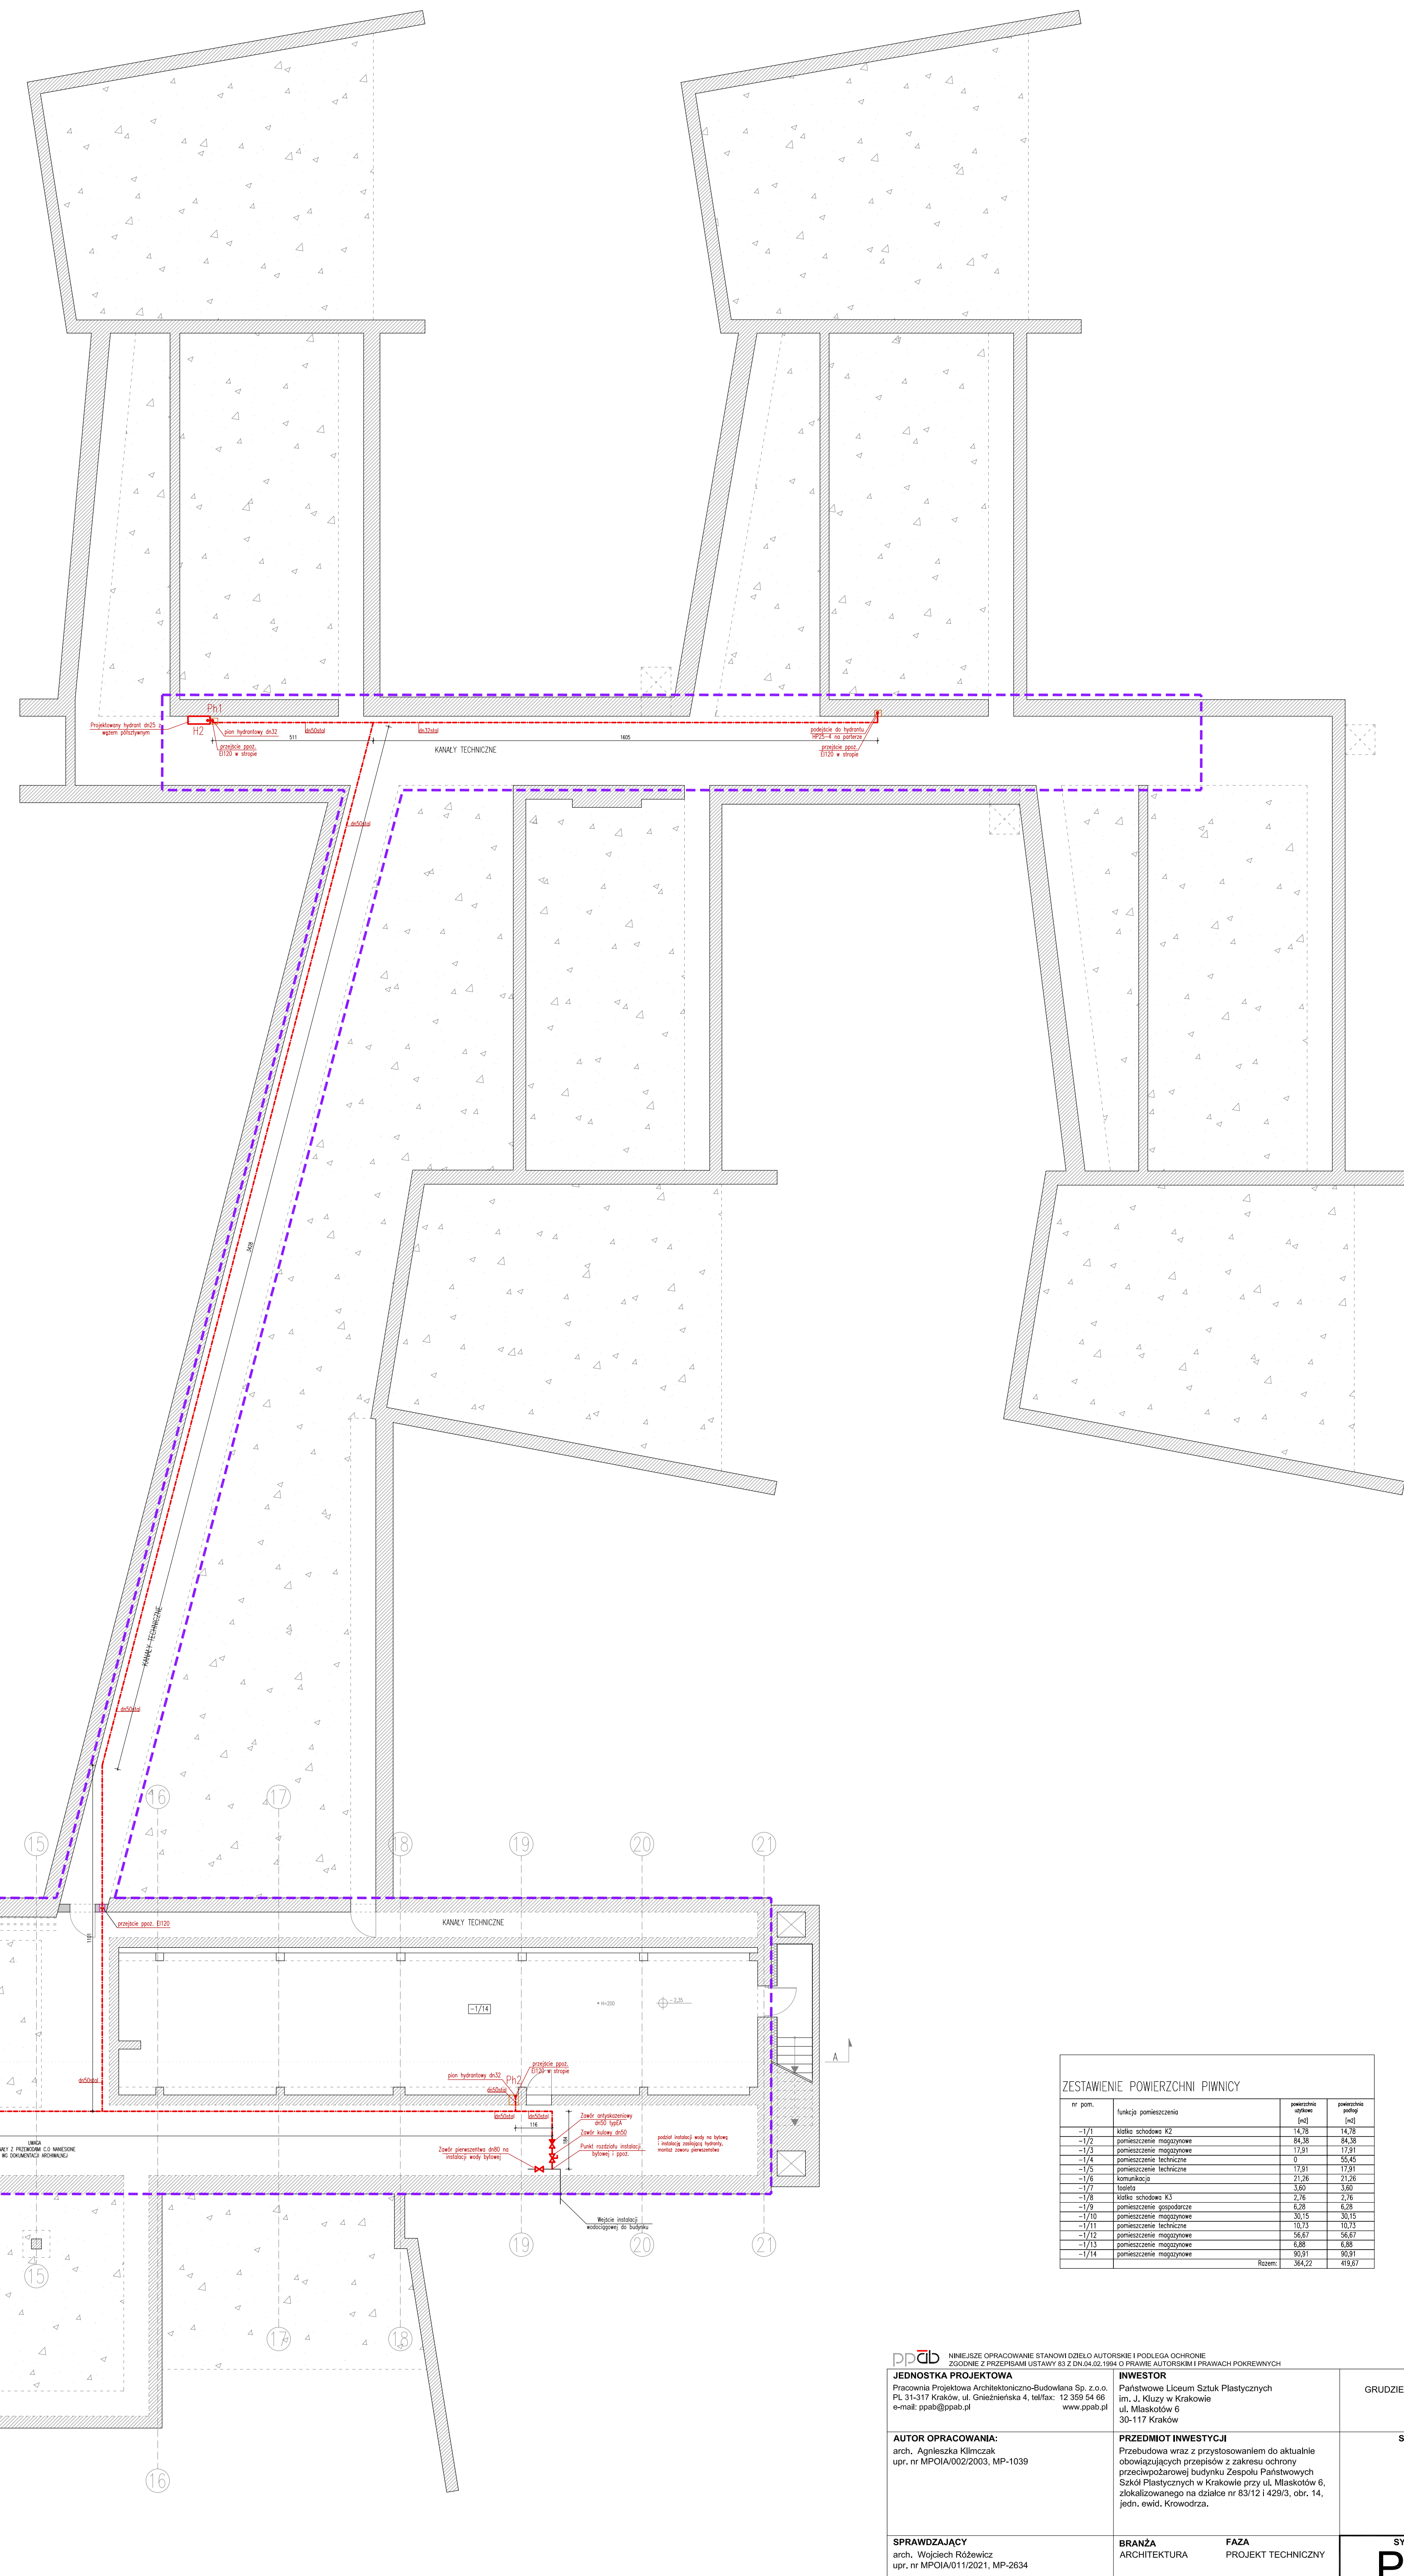 Ph1
Projektowany hydrant dn25 z
wężem półsztywnym
H2
pion hydrantowy dn32
dn50stal
dn32stal
przejście ppoż.
EI120 w stropie
511
1605
KANAŁY TECHNICZNE
podejście do hydrantu
HP25-4 na parterze
przejście ppoż.
EI120 w stropie
dn50stal
3428
KANAŁY TECHNICZNE
dn50stal
16
17
15
18
19
20
21
przejście ppoż. EI120
KANAŁY TECHNICZNE
1101
-1/14
H=200
-2,35
A
przejście ppoż.
EI120 w stropie
pion hydrantowy dn32
Ph2
dn50stal
dn50stal
dn50stal
dn50stal
116
184
Zawór antyskażeniowy
dn50 typEA
Zawór kulowy dn50
Punkt rozdziału instalacji
bytowej i ppoż.
podział instalacji wody na bytową
i instalację zasilającą hydranty,
montaż zaworu pierwszeństwa
Zawór pierwszeństwa dn80 na
instalacji wody bytowej
UWAGA
NAŁY Z PRZEWODAMI C.O NANIESIONE
WG DOKUMENTACJI ARCHIWALNEJ
Wejście instalacji
wodociągowej do budynku
19
20
21
15
17
18
16
ZESTAWIENIE POWIERZCHNI PIWNICY
nr pom. funkcja pomieszczenia powierzchnia użytkowa [m2] powierzchnia podłogi [m2]
-1/1 klatka schodowa K2 14,78 14,78
-1/2 pomieszczenie magazynowe 84,38 84,38
-1/3 pomieszczenie magazynowe 17,91 17,91
-1/4 pomieszczenie techniczne 0 55,45
-1/5 pomieszczenie techniczne 17,91 17,91
-1/6 komunikacja 21,26 21,26
-1/7 toaleta 3,60 3,60
-1/8 klatka schodowa K3 2,76 2,76
-1/9 pomieszczenie gospodarcze 6,28 6,28
-1/10 pomieszczenie magazynowe 30,15 30,15
-1/11 pomieszczenie techniczne 10,73 10,73
-1/12 pomieszczenie magazynowe 56,67 56,67
-1/13 pomieszczenie magazynowe 6,88 6,88
-1/14 pomieszczenie magazynowe 90,91 90,91
Razem: 364,22 419,67
ppab
NINIEJSZE OPRACOWANIE STANOWI DZIEŁO AUTORSKIE I PODLEGA OCHRONIE
ZGODNIE Z PRZEPISAMI USTAWY 83 Z DN.04.02.1994 O PRAWIE AUTORSKIM I PRAWACH POKREWNYCH
JEDNOSTKA PROJEKTOWA
Pracownia Projektowa Architektoniczno-Budowlana Sp. z.o.o.
PL 31-317 Kraków, ul. Gnieźnieńska 4, tel/fax: 12 359 54 66
e-mail: ppab@ppab.pl www.ppab.pl
INWESTOR
Państwowe Liceum Sztuk Plastycznych
im. J. Kluzy w Krakowie
ul. Mlaskotów 6
30-117 Kraków
GRUDZIE
AUTOR OPRACOWANIA:
arch. Agnieszka Klimczak
upr. nr MPOIA/002/2003, MP-1039
PRZEDMIOT INWESTYCJI
Przebudowa wraz z przystosowaniem do aktualnie
obowiązujących przepisów z zakresu ochrony
przeciwpożarowej budynku Zespołu Państwowych
Szkół Plastycznych w Krakowie przy ul. Mlaskotów 6,
zlokalizowanego na działce nr 83/12 i 429/3, obr. 14,
jedn. ewid. Krowodrza.
S
SPRAWDZAJĄCY
arch. Wojciech Różewicz
upr. nr MPOIA/011/2021, MP-2634
BRANŻA
ARCHITEKTURA
FAZA
PROJEKT TECHNICZNY
SY
P